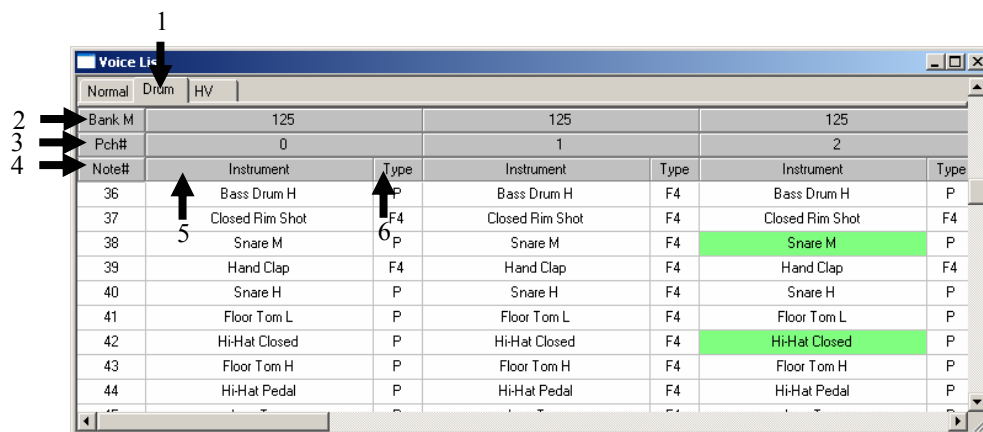 1
Voice Lis
Normal Drum HV
2 Bank M 125 125 125
3 Pch# 0 1 2
4 Note# Instrument Type Instrument Type Instrument Type
36 Bass Drum H P Bass Drum H F4 Bass Drum H P
37 Closed Rim Shot F4 Closed Rim Shot F4 Closed Rim Shot F4
5 6
38 Snare M P Snare M F4 Snare M P
39 Hand Clap F4 Hand Clap F4 Hand Clap F4
40 Snare H P Snare H F4 Snare H P
41 Floor Tom L P Floor Tom L F4 Floor Tom L P
42 Hi-Hat Closed P Hi-Hat Closed F4 Hi-Hat Closed P
43 Floor Tom H P Floor Tom H F4 Floor Tom H P
44 Hi-Hat Pedal P Hi-Hat Pedal F4 Hi-Hat Pedal P